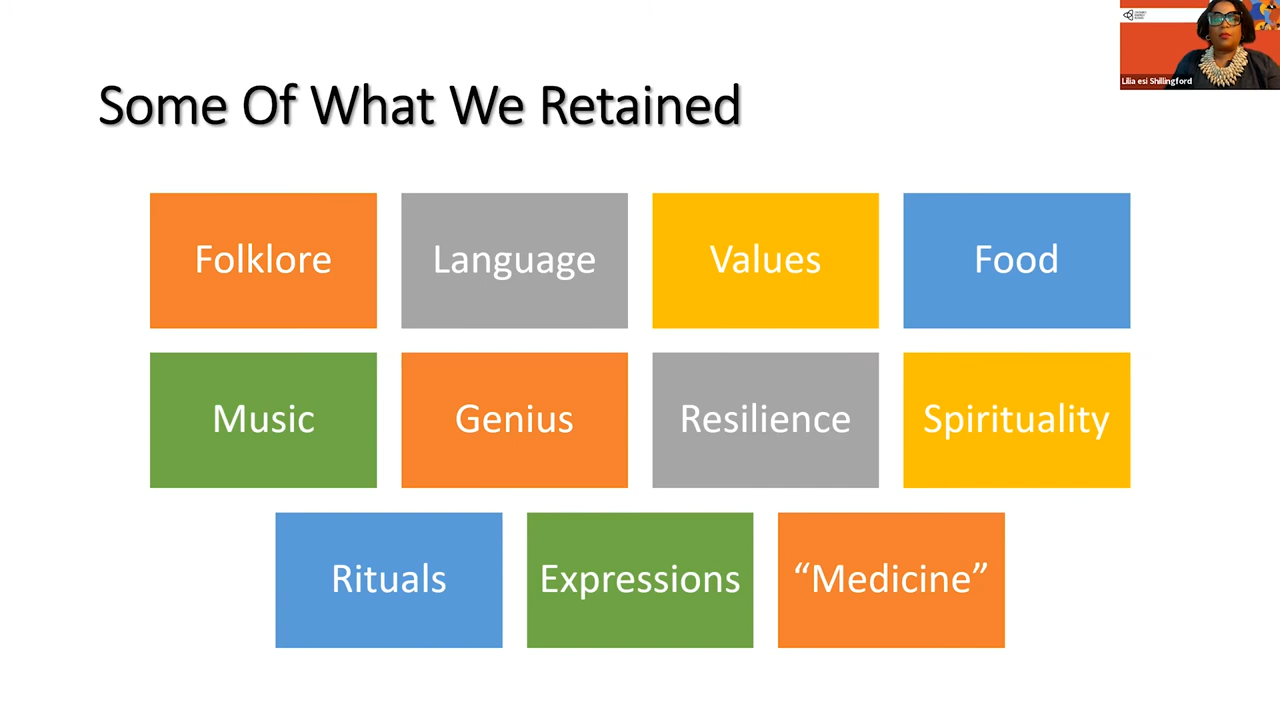 Lilia esi Shillingford
Some Of What We Retained
Folklore
Language
Values
Food
Music
Genius
Resilience
Spirituality
Rituals
Expressions
“Medicine”